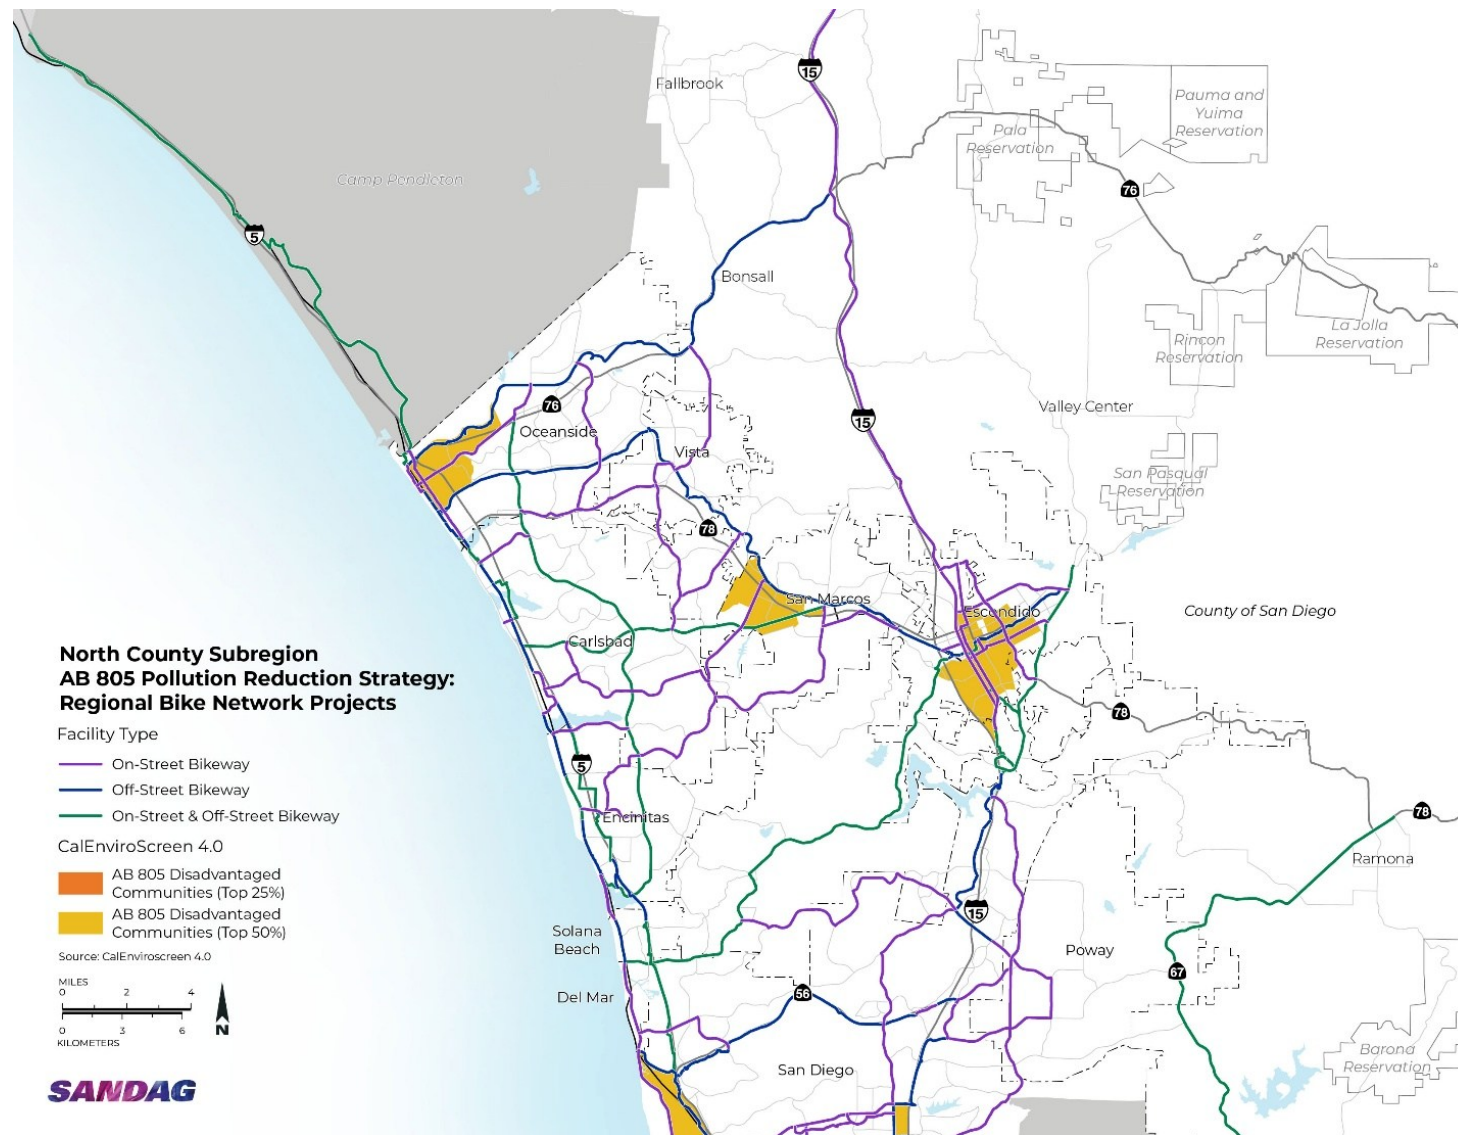 15
Fallbrook
Pauma and
Yuima
Reservation
Pala
Reservation
Camp Pendleton
76
5
Bonsall
Rincon
Reservation
La Jolla
Reservation
76
Oceanside
15
Valley Center
Vista
San Pasqual
Reservation
78
San Marcos
Escondido
County of San Diego
Carlsbad
North County Subregion
AB 805 Pollution Reduction Strategy:
Regional Bike Network Projects
Facility Type
On-Street Bikeway
Off-Street Bikeway
On-Street & Off-Street Bikeway
CalEnviroScreen 4.0
AB 805 Disadvantaged
Communities (Top 25%)
AB 805 Disadvantaged
Communities (Top 50%)
Source: CalEnviroscreen 4.0
MILES
0 2 4
0 3 6
KILOMETERS
N
SANDAG
78
5
Encinitas
78
Ramona
15
Solana
Beach
Poway
67
Del Mar
56
San Diego
Barona
Reservation